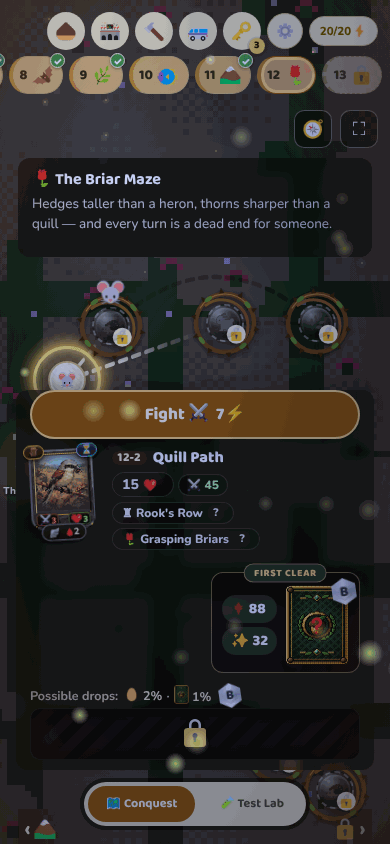 3
20/20
8
9
10
11
12
13
The Briar Maze
Hedges taller than a heron, thorns sharper than a
quill — and every turn is a dead end for someone.
Fight 7
12-2 Quill Path
15 45
Th
Rook's Row ?
3 3
2
Grasping Briars ?
FIRST CLEAR
B
88
32
Possible drops: 2% · 1% B
Conquest Test Lab
‹ ›